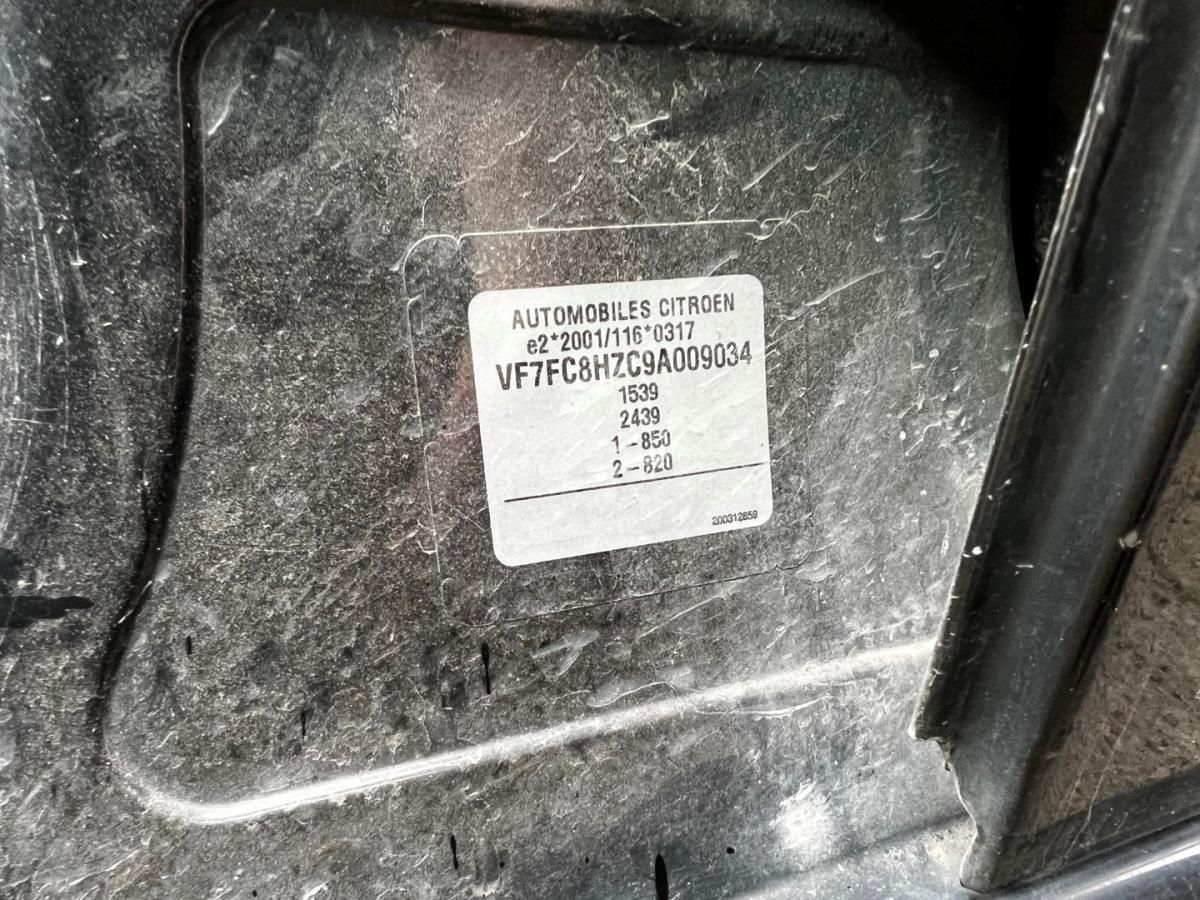 AUTOMOBILES CITROEN
e2*2001/116*0317
VF7FC8HZC9A009034
1539
2439
1 - 850
2 - 820
200312859